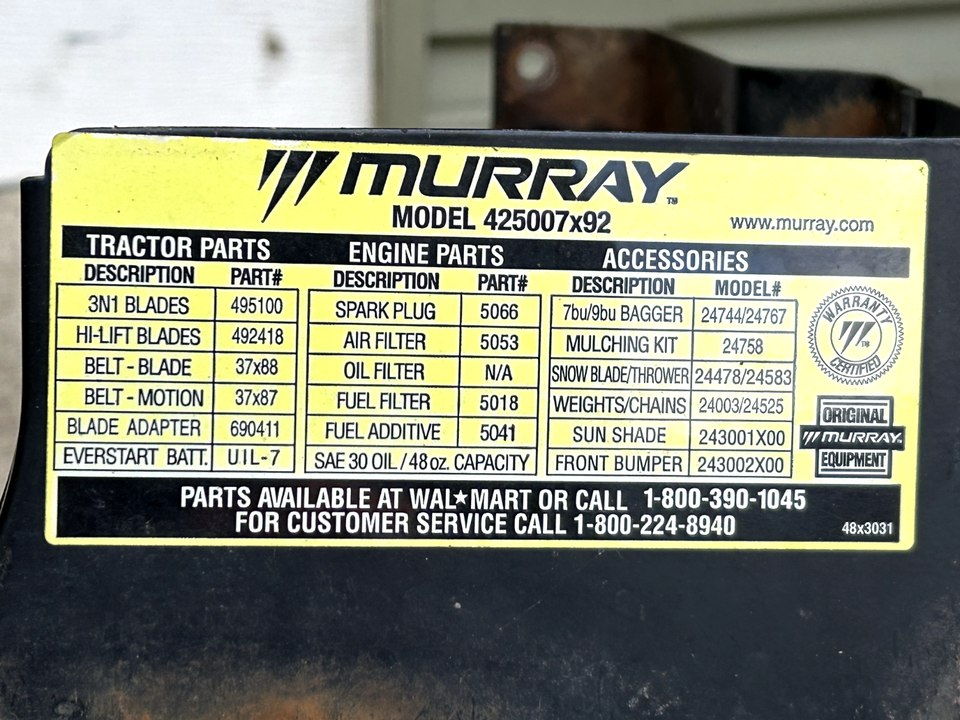 MURRAY™
MODEL 425007x92
www.murray.com
TRACTOR PARTS ENGINE PARTS ACCESSORIES
DESCRIPTION PART# DESCRIPTION PART# DESCRIPTION MODEL#
3N1 BLADES 495100 SPARK PLUG 5066 7bu/9bu BAGGER 24744/24767
HI-LIFT BLADES 492418 AIR FILTER 5053 MULCHING KIT 24758
BELT - BLADE 37x88 OIL FILTER N/A SNOW BLADE/THROWER 24478/24583
BELT - MOTION 37x87 FUEL FILTER 5018 WEIGHTS/CHAINS 24003/24525
BLADE ADAPTER 690411 FUEL ADDITIVE 5041 SUN SHADE 243001X00
EVERSTART BATT. U1L-7 SAE 30 OIL / 48 oz. CAPACITY FRONT BUMPER 243002X00
WARRANTY
™
CERTIFIED
ORIGINAL
MURRAY.
EQUIPMENT
PARTS AVAILABLE AT WAL★MART OR CALL 1-800-390-1045
FOR CUSTOMER SERVICE CALL 1-800-224-8940
48x3031